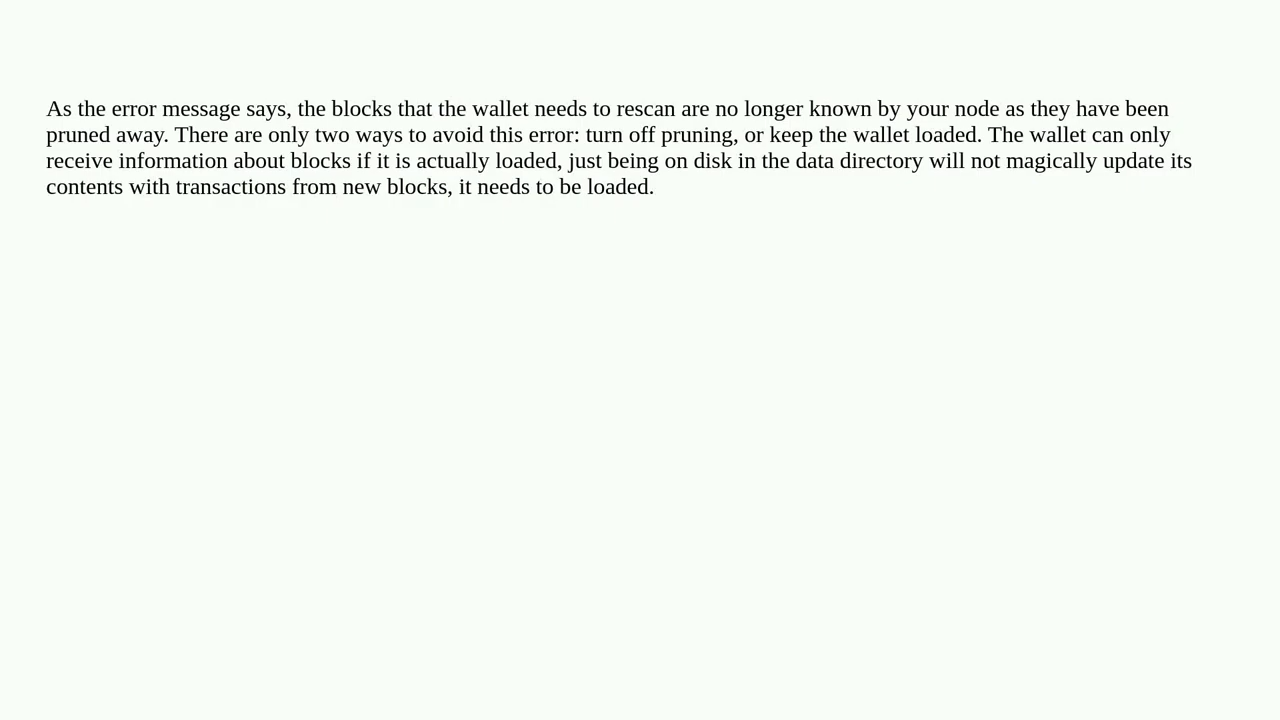 As the error message says, the blocks that the wallet needs to rescan are no longer known by your node as they have been
pruned away. There are only two ways to avoid this error: turn off pruning, or keep the wallet loaded. The wallet can only
receive information about blocks if it is actually loaded, just being on disk in the data directory will not magically update its
contents with transactions from new blocks, it needs to be loaded.